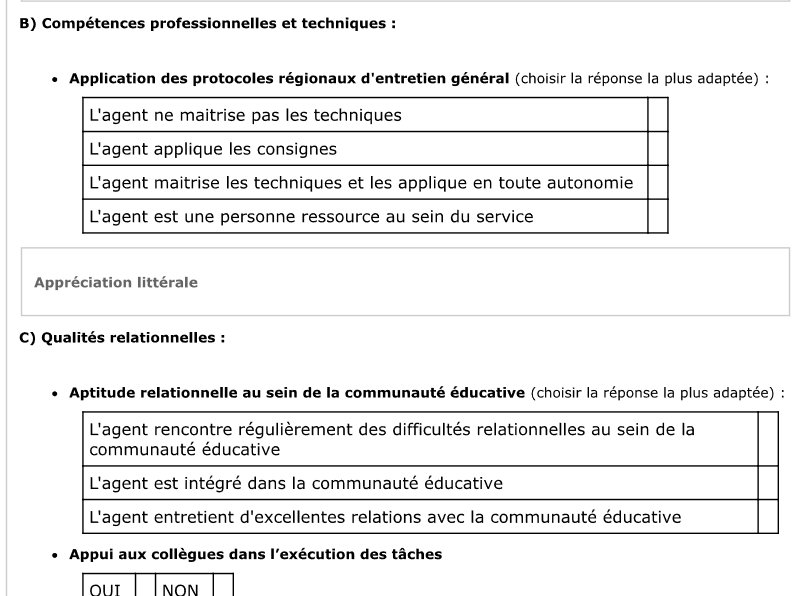 B) Compétences professionnelles et techniques :
• Application des protocoles régionaux d'entretien général (choisir la réponse la plus adaptée) :
L'agent ne maitrise pas les techniques
L'agent applique les consignes
L'agent maitrise les techniques et les applique en toute autonomie
L'agent est une personne ressource au sein du service
Appréciation littérale
C) Qualités relationnelles :
• Aptitude relationnelle au sein de la communauté éducative (choisir la réponse la plus adaptée) :
L'agent rencontre régulièrement des difficultés relationnelles au sein de la
communauté éducative
L'agent est intégré dans la communauté éducative
L'agent entretient d'excellentes relations avec la communauté éducative
• Appui aux collègues dans l’exécution des tâches
OUI NON